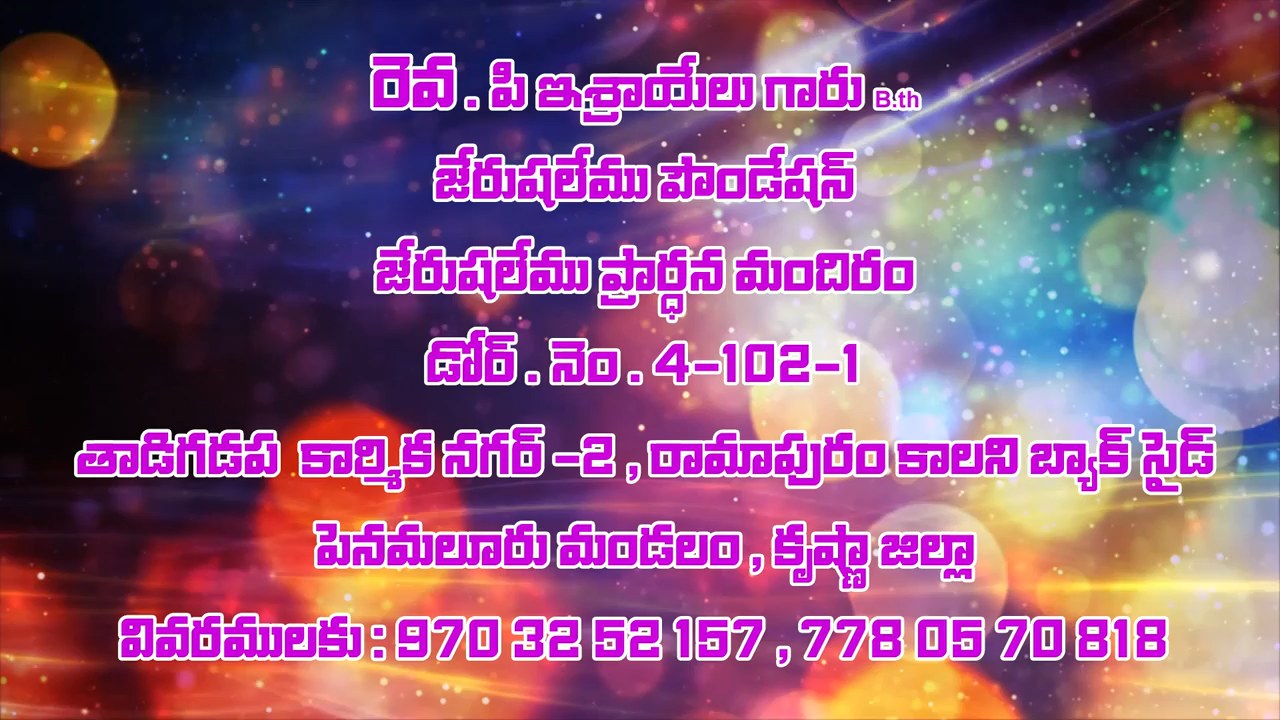 రెవ . పి ఇశ్రాయేలు గారు B.th
జేరుషలేము పౌండేషన్
జేరుషలేము ప్రార్ధన మందిరం
డోర్ . నెం . 4-102-1
తాడిగడప కార్మిక నగర్ -2 , రామాపురం కాలని బ్యాక్ సైడ్
పెనమలూరు మండలం , కృష్ణా జిల్లా
వివరములకు : 970 32 52 157 , 778 05 70 818